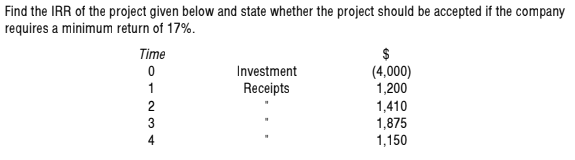 Find the IRR of the project given below and state whether the project should be accepted if the company
requires a minimum return of 17%.
Time $
0 Investment (4,000)
1 Receipts 1,200
2 " 1,410
3 " 1,875
4 " 1,150